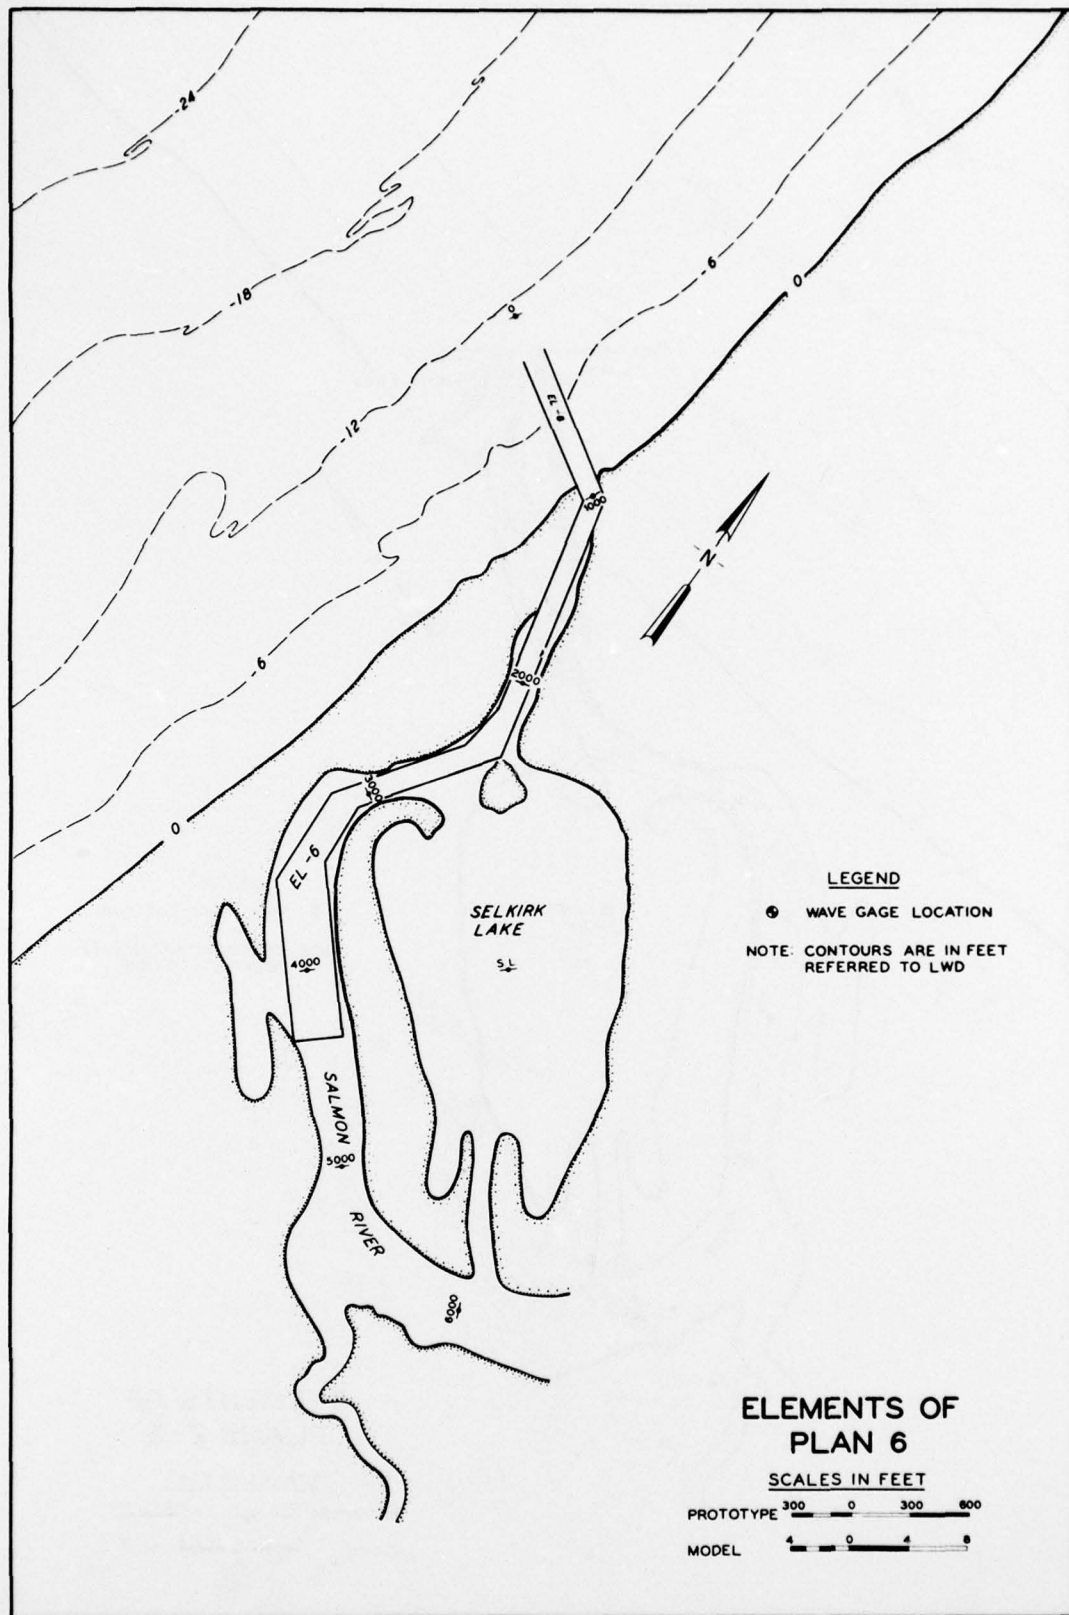 -24
-18
-6
0
0
-12
EL -8
1000
N
2000
-6
3000
0
EL -6
LEGEND
WAVE GAGE LOCATION
SELKIRK
LAKE
NOTE: CONTOURS ARE IN FEET
REFERRED TO LWD
4000
S.L
SALMON
5000
RIVER
6000
ELEMENTS OF
PLAN 6
SCALES IN FEET
PROTOTYPE 300 0 300 600
MODEL 4 0 4 8